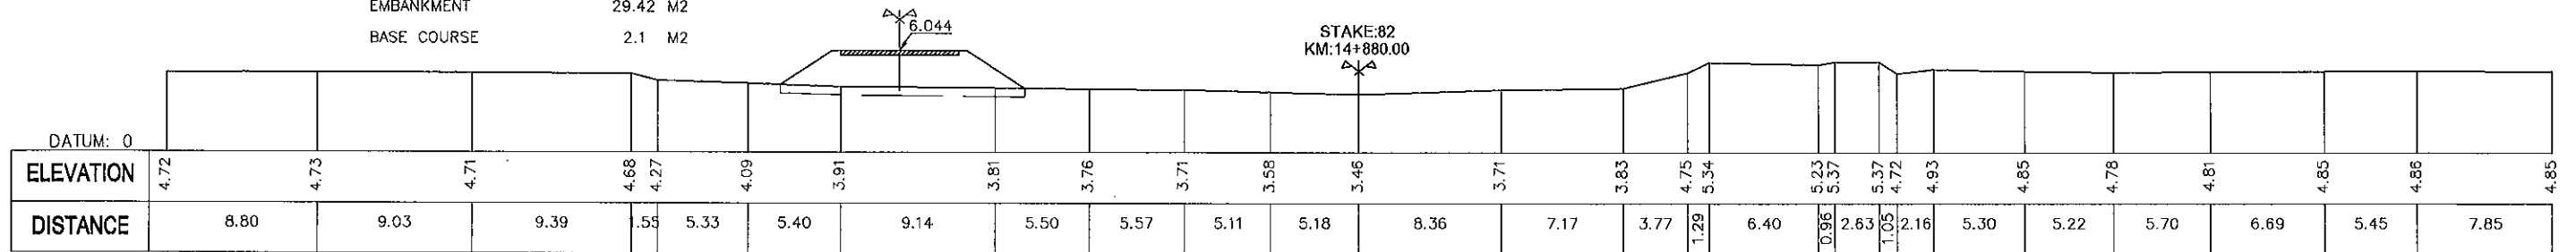 EMBANKMENT 29.42 M2
BASE COURSE 2.1 M2
6.044
STAKE:82
KM:14+880.00
DATUM: 0
ELEVATION 4.72 4.73 4.71 4.68 4.27 4.09 3.91 3.81 3.76 3.71 3.58 3.46 3.71 3.83 4.75 5.34 5.23 5.37 5.37 4.72 4.93 4.85 4.78 4.81 4.85 4.86 4.85
DISTANCE 8.80 9.03 9.39 1.55 5.33 5.40 9.14 5.50 5.57 5.11 5.18 8.36 7.17 3.77 1.29 6.40 0.96 2.63 1.05 2.16 5.30 5.22 5.70 6.69 5.45 7.85